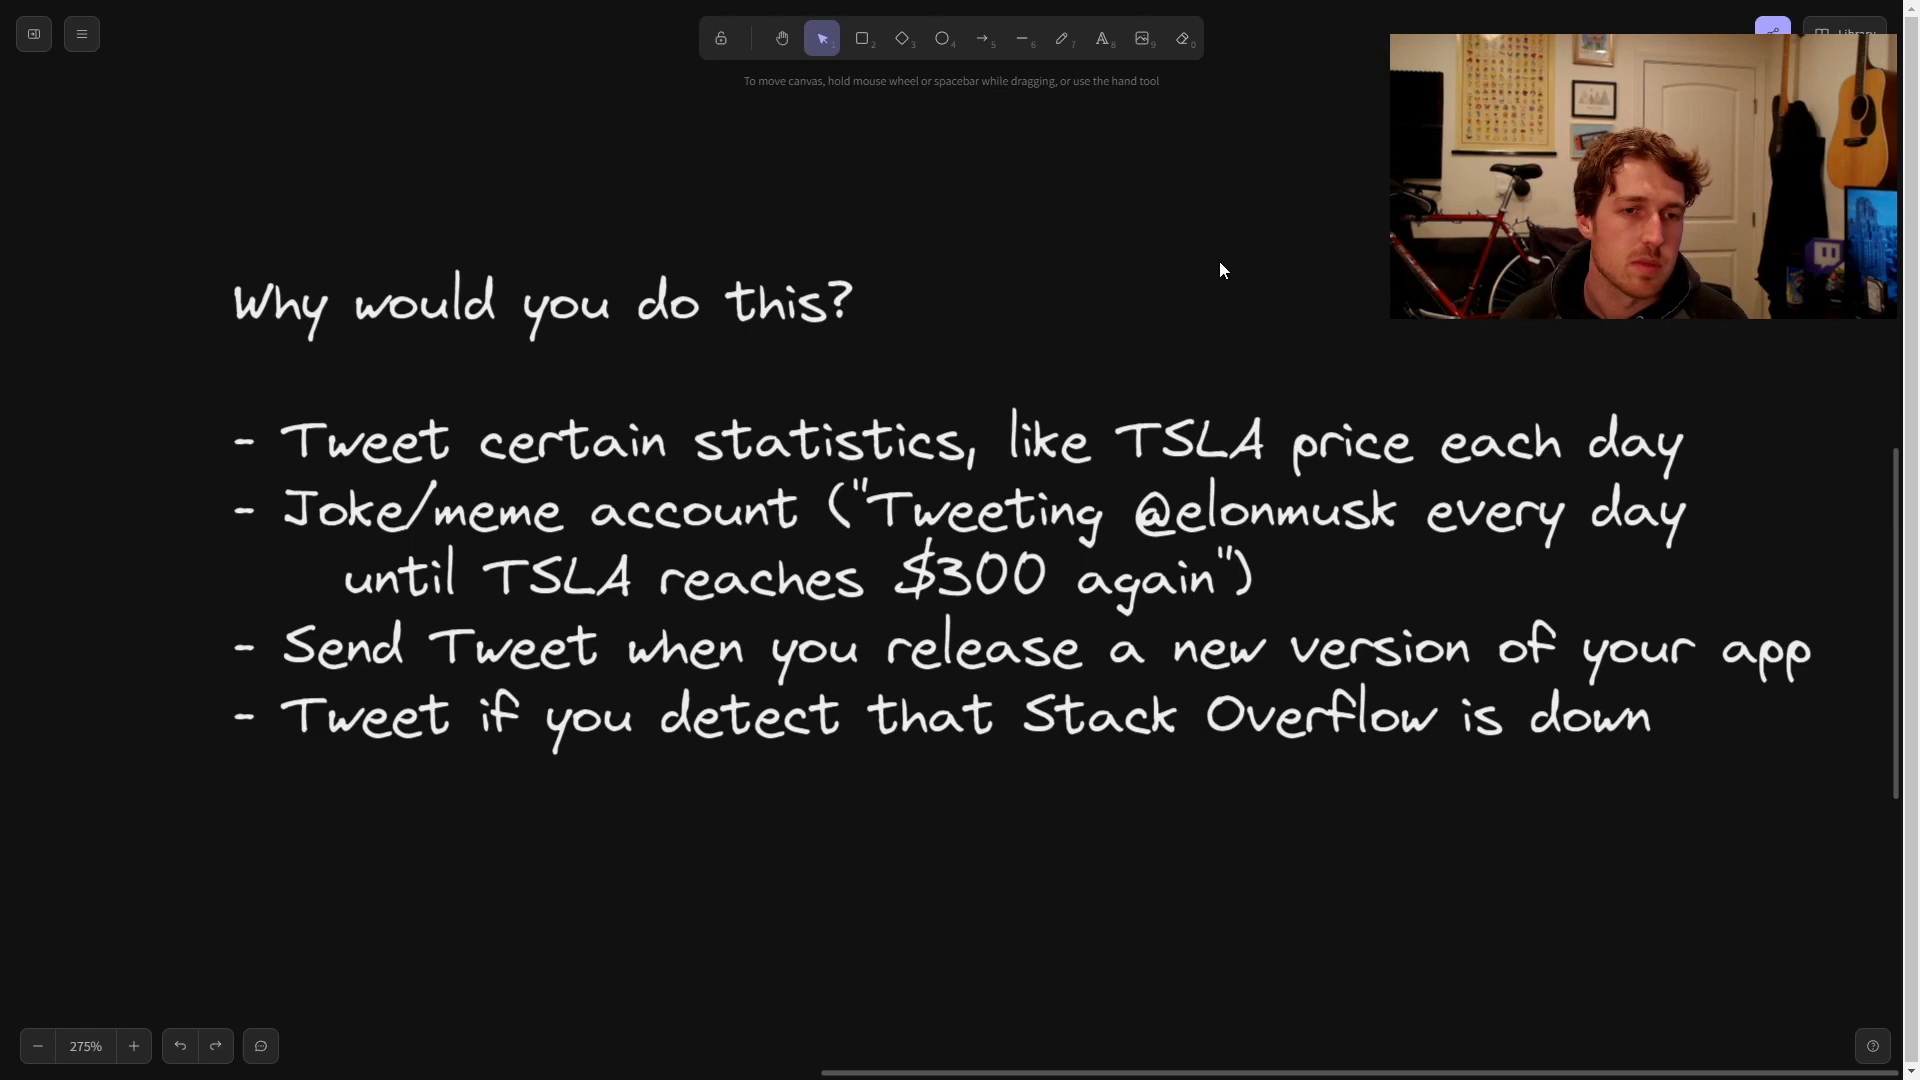 Library
To move canvas, hold mouse wheel or spacebar while dragging, or use the hand tool
Why would you do this?
- Tweet certain statistics, like TSLA price each day
- Joke/meme account ("Tweeting @elonmusk every day
until TSLA reaches $300 again")
- Send Tweet when you release a new version of your app
- Tweet if you detect that Stack Overflow is down
275%